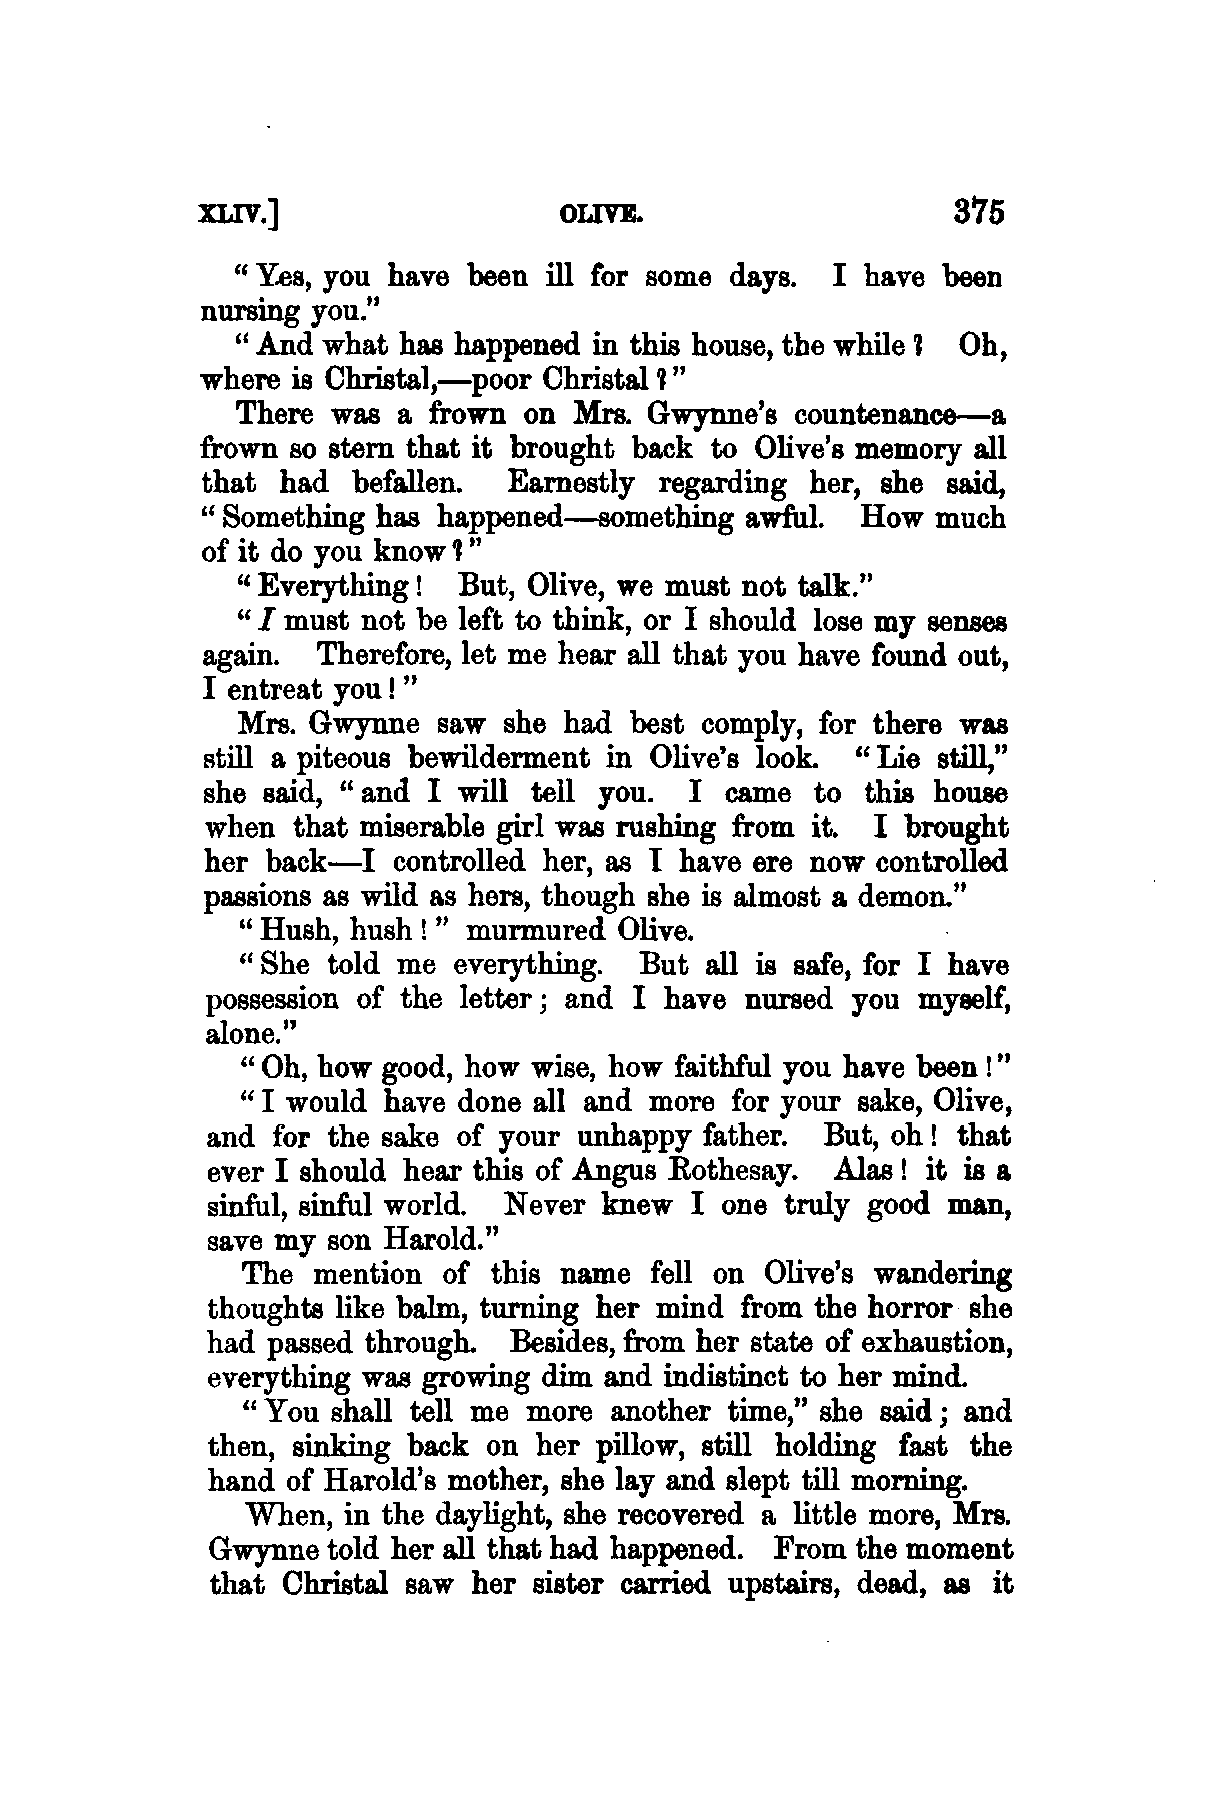 XLIV.] OLIVE. 375
" Yes, you have been ill for some days. I have been
nursing you."
" And what has happened in this house, the while ? Oh,
where is Christal,—poor Christal ? "
There was a frown on Mrs. Gwynne's countenance—a
frown so stern that it brought back to Olive's memory all
that had befallen. Earnestly regarding her, she said,
" Something has happened—something awful. How much
of it do you know ? "
" Everything ! But, Olive, we must not talk."
" I must not be left to think, or I should lose my senses
again. Therefore, let me hear all that you have found out,
I entreat you ! "
Mrs. Gwynne saw she had best comply, for there was
still a piteous bewilderment in Olive's look. " Lie still,"
she said, " and I will tell you. I came to this house
when that miserable girl was rushing from it. I brought
her back—I controlled her, as I have ere now controlled
passions as wild as hers, though she is almost a demon."
" Hush, hush ! " murmured Olive.
" She told me everything. But all is safe, for I have
possession of the letter ; and I have nursed you myself,
alone."
" Oh, how good, how wise, how faithful you have been ! "
" I would have done all and more for your sake, Olive,
and for the sake of your unhappy father. But, oh ! that
ever I should hear this of Angus Rothesay. Alas ! it is a
sinful, sinful world. Never knew I one truly good man,
save my son Harold."
The mention of this name fell on Olive's wandering
thoughts like balm, turning her mind from the horror she
had passed through. Besides, from her state of exhaustion,
everything was growing dim and indistinct to her mind.
" You shall tell me more another time," she said ; and
then, sinking back on her pillow, still holding fast the
hand of Harold's mother, she lay and slept till morning.
When, in the daylight, she recovered a little more, Mrs.
Gwynne told her all that had happened. From the moment
that Christal saw her sister carried upstairs, dead, as it